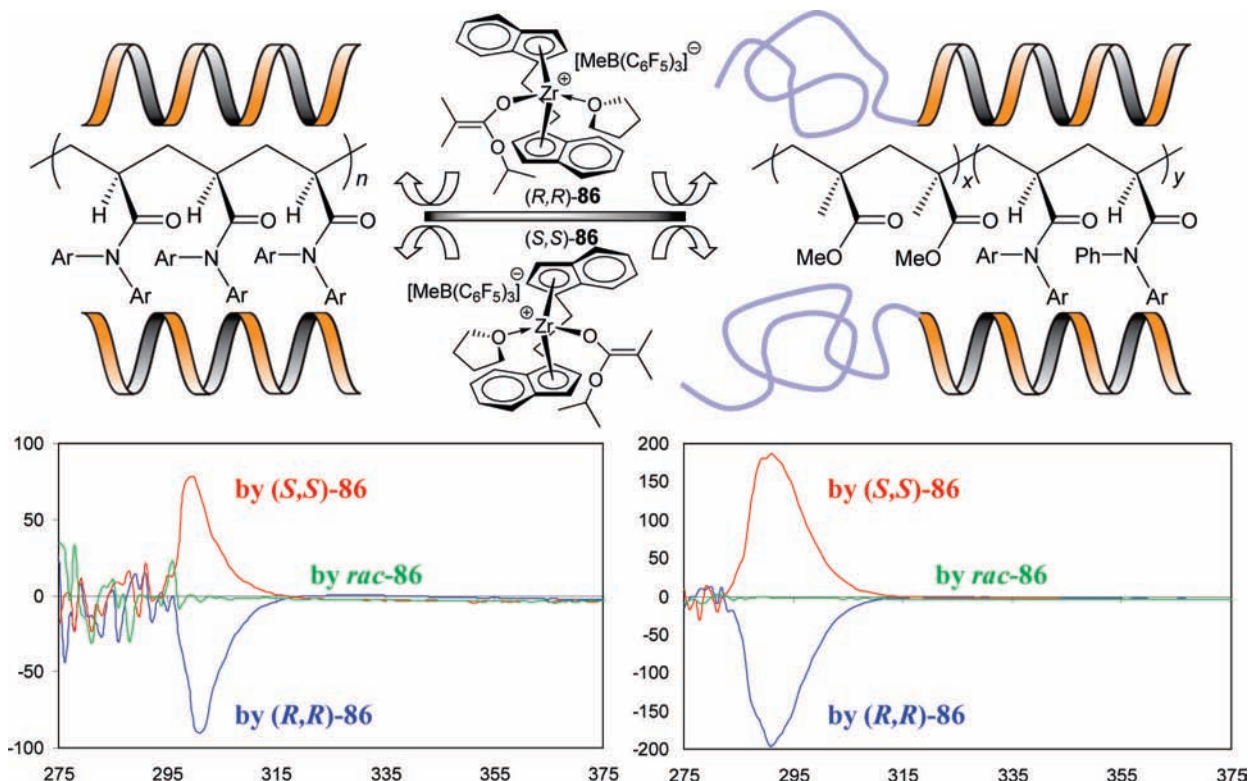 [MeB(C₆F₅)₃]⊖
⊕
Zr
O
O
O
(R,R)-86
(S,S)-86
[MeB(C₆F₅)₃]⊖
⊕
Zr
O
O
O
n
H
H
H
O
O
O
Ar
N
Ar
N
Ar
N
Ar
Ar
Ar
x
y
H
H
O
O
O
O
MeO
MeO
Ar
N
Ph
N
Ar
Ar
100
50
0
-50
-100
275
295
315
335
355
375
by (S,S)-86
by rac-86
by (R,R)-86
200
150
100
50
0
-50
-100
-150
-200
275
295
315
335
355
375
by (S,S)-86
by rac-86
by (R,R)-86